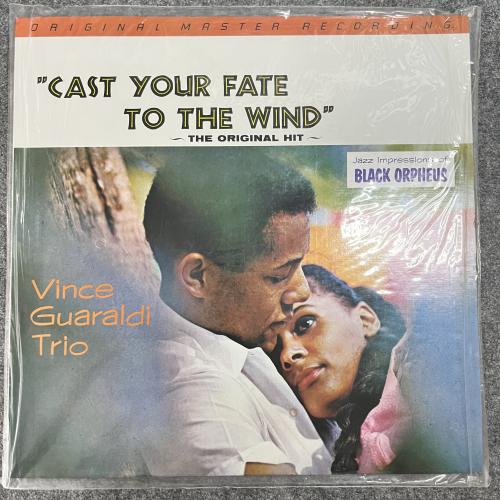 ORIGINAL MASTER RECORDING
"CAST YOUR FATE
TO THE WIND"
~THE ORIGINAL HIT~
Jazz Impressions of
BLACK ORPHEUS
Vince
Guaraldi
Trio